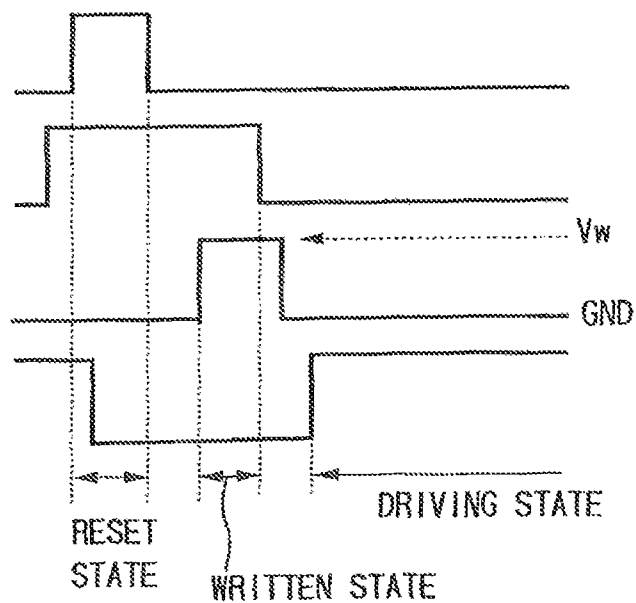 Vw
GND
DRIVING STATE
RESET
STATE
WRITTEN STATE